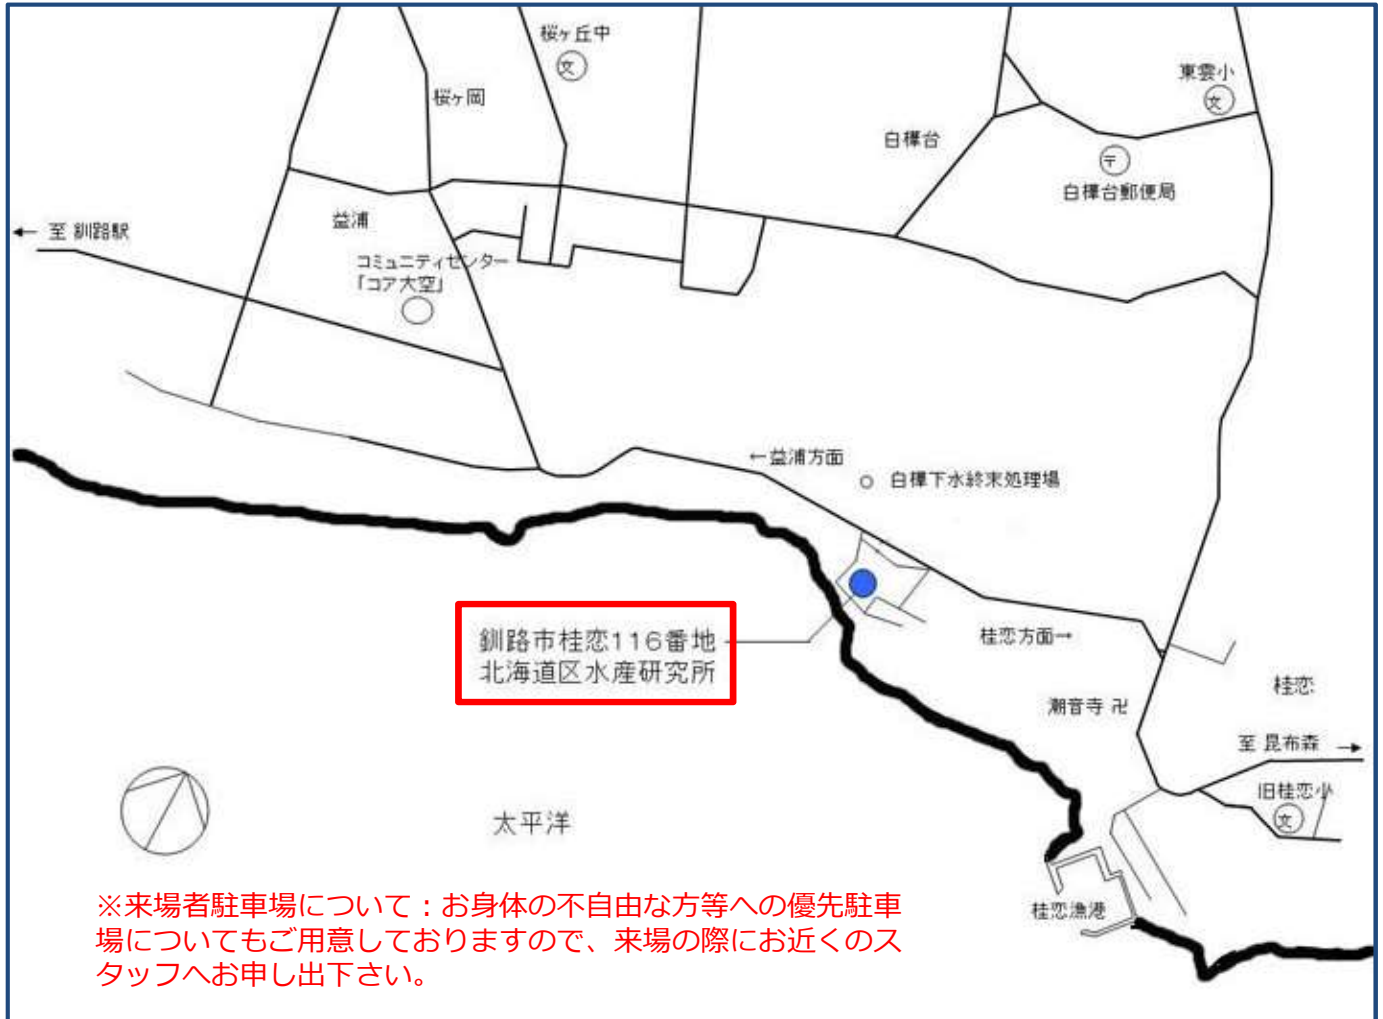 桜ヶ丘中
文
東雲小
文
桜ヶ岡
白樺台
〒
白樺台郵便局
益浦
← 至 釧路駅
コミュニティセンター
「コア大空」
←益浦方面
白樺下水終末処理場
釧路市桂恋116番地
北海道区水産研究所
桂恋方面→
桂恋
潮音寺 卍
至 昆布森 →
旧桂恋小
文
太平洋
桂恋漁港
※来場者駐車場について：お身体の不自由な方等への優先駐車
場についてもご用意しておりますので、来場の際にお近くのス
タッフへお申し出下さい。